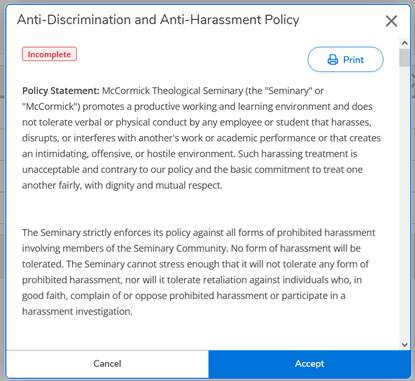 Anti-Discrimination and Anti-Harassment Policy
Incomplete
Print
Policy Statement: McCormick Theological Seminary (the "Seminary" or
"McCormick") promotes a productive working and learning environment and does
not tolerate verbal or physical conduct by any employee or student that harasses,
disrupts, or interferes with another's work or academic performance or that creates
an intimidating, offensive, or hostile environment. Such harassing treatment is
unacceptable and contrary to our policy and the basic commitment to treat one
another fairly, with dignity and mutual respect.
The Seminary strictly enforces its policy against all forms of prohibited harassment
involving members of the Seminary Community. No form of harassment will be
tolerated. The Seminary cannot stress enough that it will not tolerate any form of
prohibited harassment, nor will it tolerate retaliation against individuals who, in
good faith, complain of or oppose prohibited harassment or participate in a
harassment investigation.
Cancel
Accept